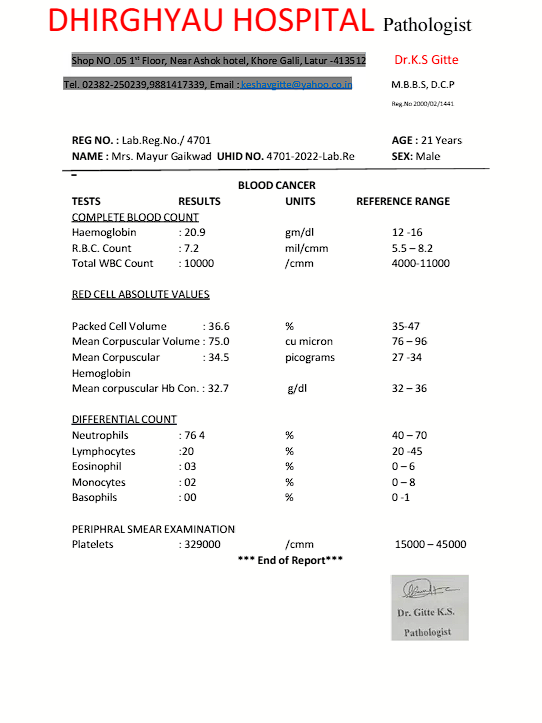 DHIRGHYAU HOSPITAL Pathologist
Shop NO .05 1st Floor, Near Ashok hotel, Khore Galli, Latur -413512 Dr.K.S Gitte
Tel. 02382-250239,9881417339, Email : keshavgitte@yahoo.co.in M.B.B.S, D.C.P
Reg.No 2000/02/1441
REG NO. : Lab.Reg.No./ 4701 AGE : 21 Years
NAME : Mrs. Mayur Gaikwad UHID NO. 4701-2022-Lab.Re SEX: Male
BLOOD CANCER
TESTS RESULTS UNITS REFERENCE RANGE
COMPLETE BLOOD COUNT
Haemoglobin : 20.9 gm/dl 12 -16
R.B.C. Count : 7.2 mil/cmm 5.5 – 8.2
Total WBC Count : 10000 /cmm 4000-11000
RED CELL ABSOLUTE VALUES
Packed Cell Volume : 36.6 % 35-47
Mean Corpuscular Volume : 75.0 cu micron 76 – 96
Mean Corpuscular : 34.5 picograms 27 -34
Hemoglobin
Mean corpuscular Hb Con. : 32.7 g/dl 32 – 36
DIFFERENTIAL COUNT
Neutrophils : 76 4 % 40 – 70
Lymphocytes :20 % 20 -45
Eosinophil : 03 % 0 – 6
Monocytes : 02 % 0 – 8
Basophils : 00 % 0 -1
PERIPHRAL SMEAR EXAMINATION
Platelets : 329000 /cmm 15000 – 45000
*** End of Report***
Dr. Gitte K.S.
Pathologist